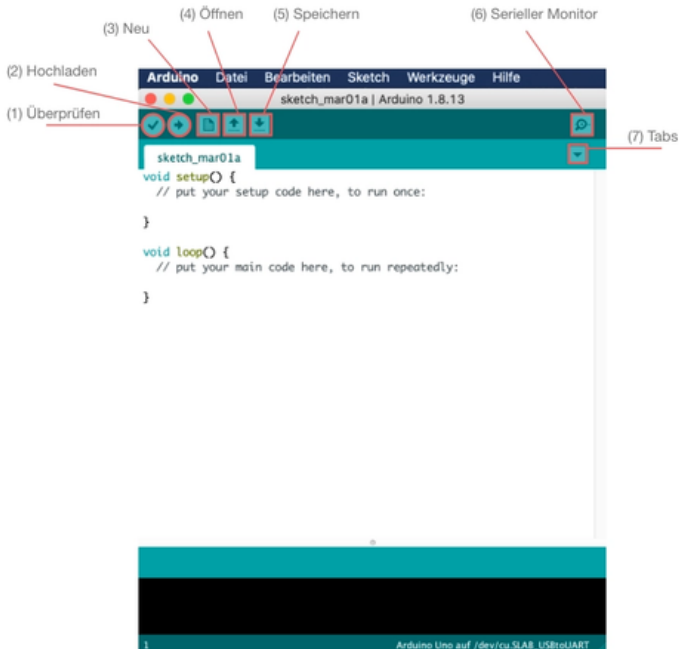 (4) Öffnen
(5) Speichern
(6) Serieller Monitor
(3) Neu
(2) Hochladen
(1) Überprüfen
(7) Tabs
Arduino Datei Bearbeiten Sketch Werkzeuge Hilfe
sketch_mar01a | Arduino 1.8.13
sketch_mar01a
void setup() {
// put your setup code here, to run once:
}
void loop() {
// put your main code here, to run repeatedly:
}
1 Arduino Uno auf /dev/cu.SLAB_USBtoUART